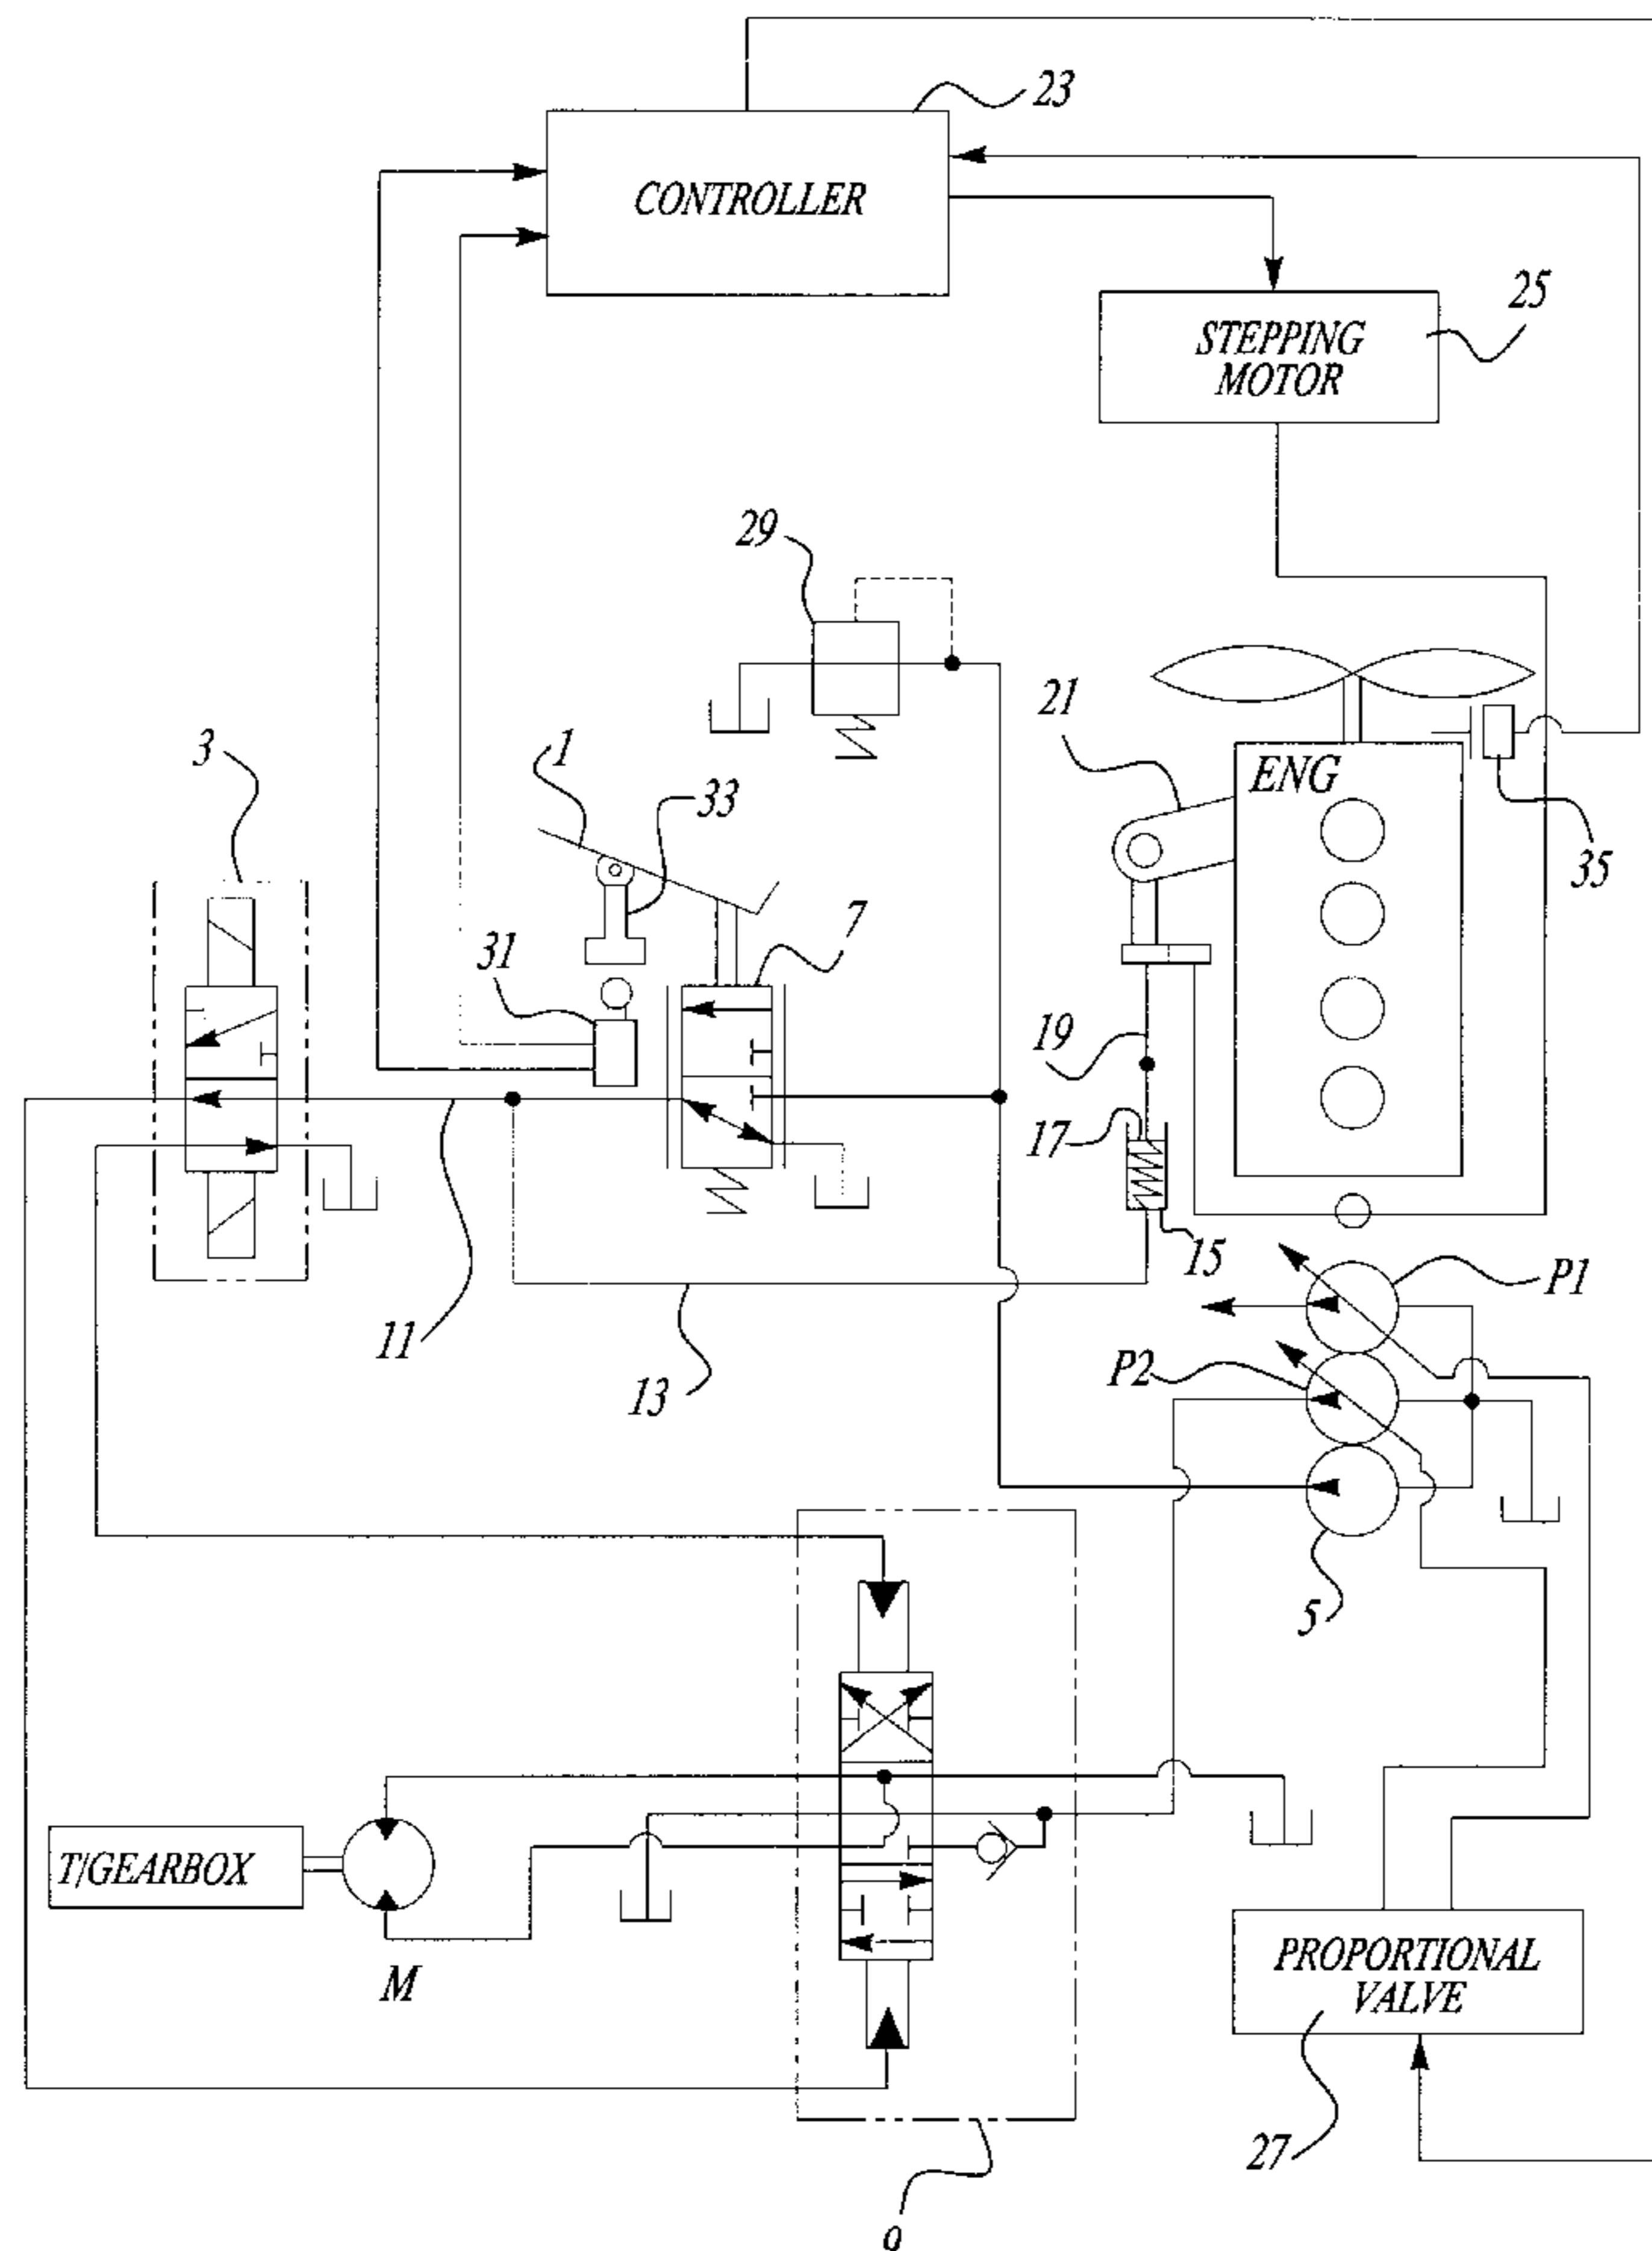 23
CONTROLLER
25
STEPPING
MOTOR
29
21
3
1
33
ENG
35
7
31
19
17
15
P1
11
P2
13
5
T/GEARBOX
M
PROPORTIONAL
VALVE
27